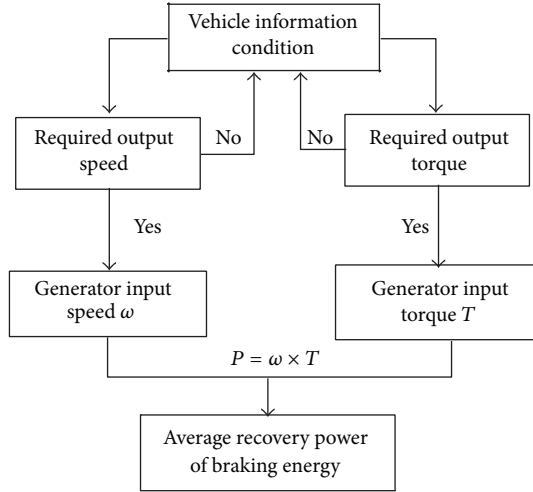 Vehicle information
condition
Required output
speed
No
No
Required output
torque
Yes
Yes
Generator input
speed ω
Generator input
torque T
P = ω × T
Average recovery power
of braking energy